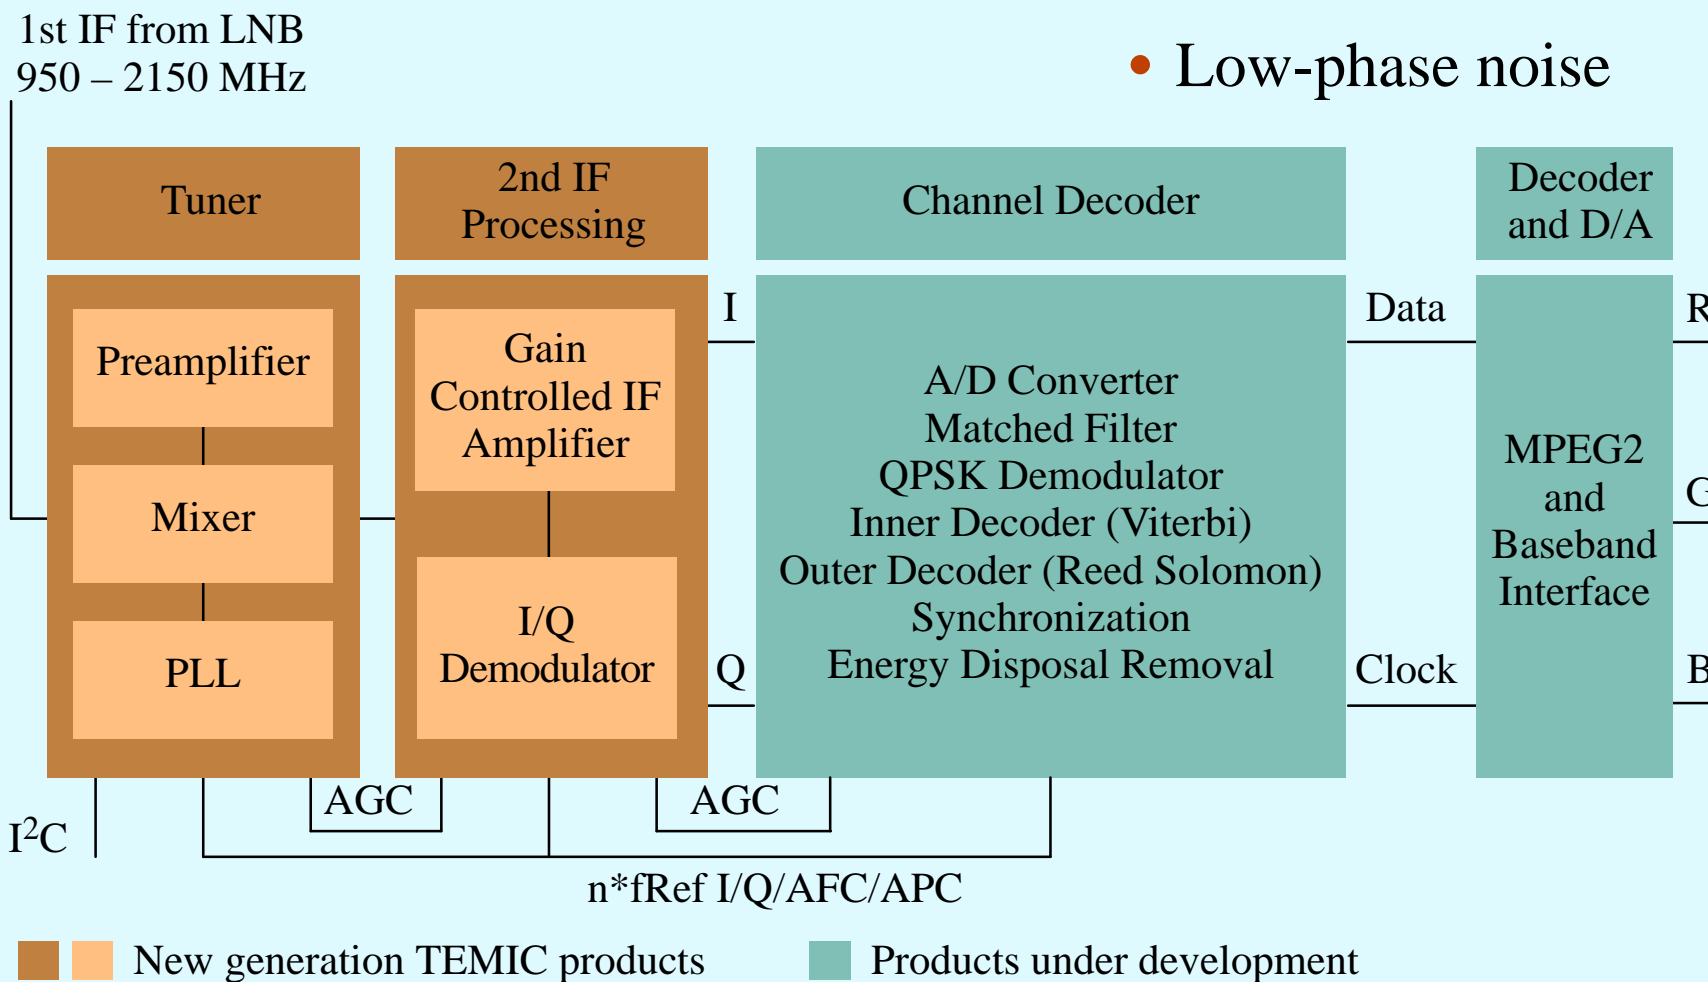 1st IF from LNB
950 – 2150 MHz
• Low-phase noise
Tuner
2nd IF
Processing
Channel Decoder
Decoder
and D/A
Preamplifier
Mixer
PLL
Gain
Controlled IF
Amplifier
I/Q
Demodulator
I
Q
A/D Converter
Matched Filter
QPSK Demodulator
Inner Decoder (Viterbi)
Outer Decoder (Reed Solomon)
Synchronization
Energy Disposal Removal
Data
Clock
MPEG2
and
Baseband
Interface
R
G
B
AGC
AGC
I²C
n*fRef I/Q/AFC/APC
New generation TEMIC products
Products under development